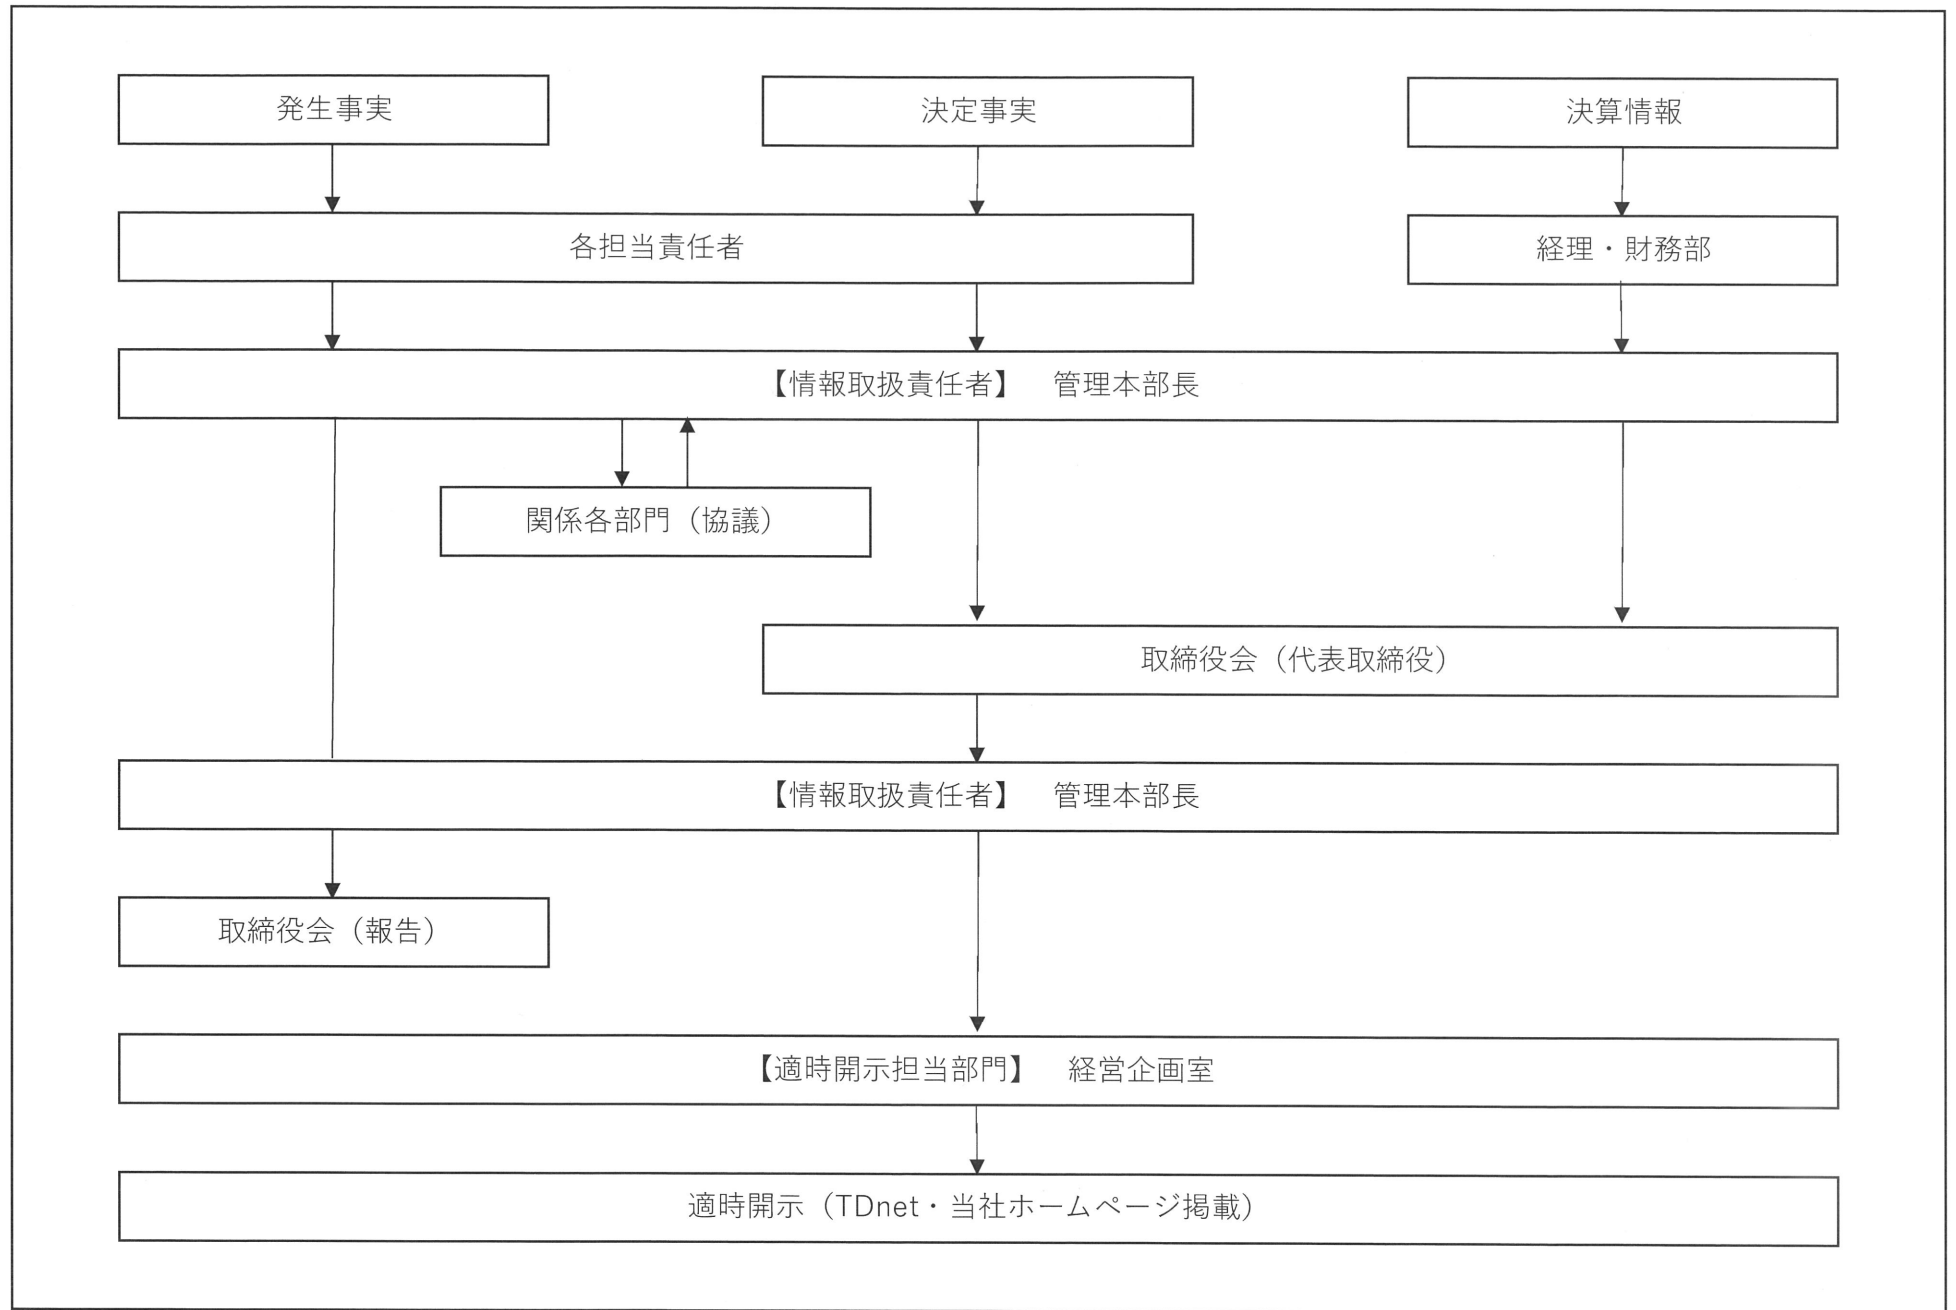 発生事実
決定事実
決算情報
各担当責任者
経理・財務部
【情報取扱責任者】　管理本部長
関係各部門（協議）
取締役会（代表取締役）
【情報取扱責任者】　管理本部長
取締役会（報告）
【適時開示担当部門】　経営企画室
適時開示（TDnet・当社ホームページ掲載）